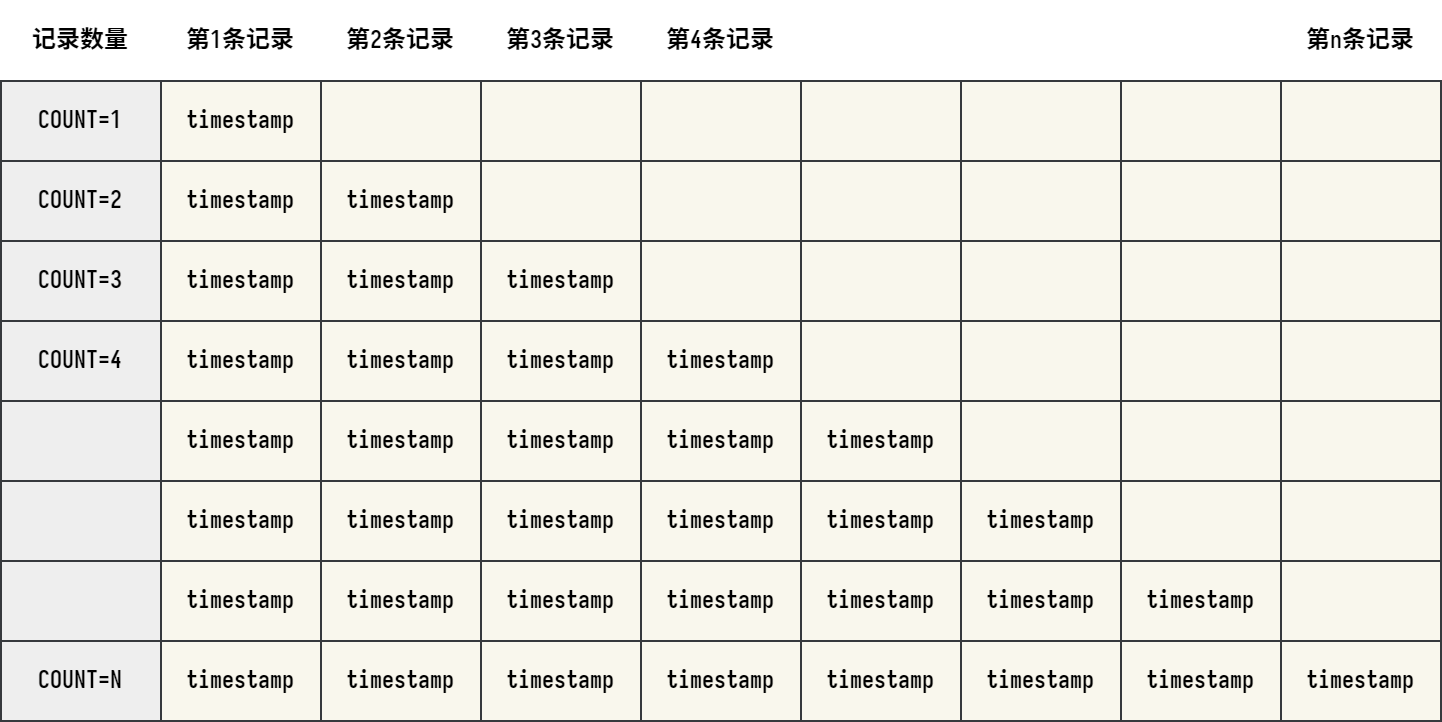 记录数量 第1条记录 第2条记录 第3条记录 第4条记录 第n条记录
COUNT=1 timestamp
COUNT=2 timestamp timestamp
COUNT=3 timestamp timestamp timestamp
COUNT=4 timestamp timestamp timestamp timestamp
timestamp timestamp timestamp timestamp timestamp
timestamp timestamp timestamp timestamp timestamp timestamp
timestamp timestamp timestamp timestamp timestamp timestamp timestamp
COUNT=N timestamp timestamp timestamp timestamp timestamp timestamp timestamp timestamp